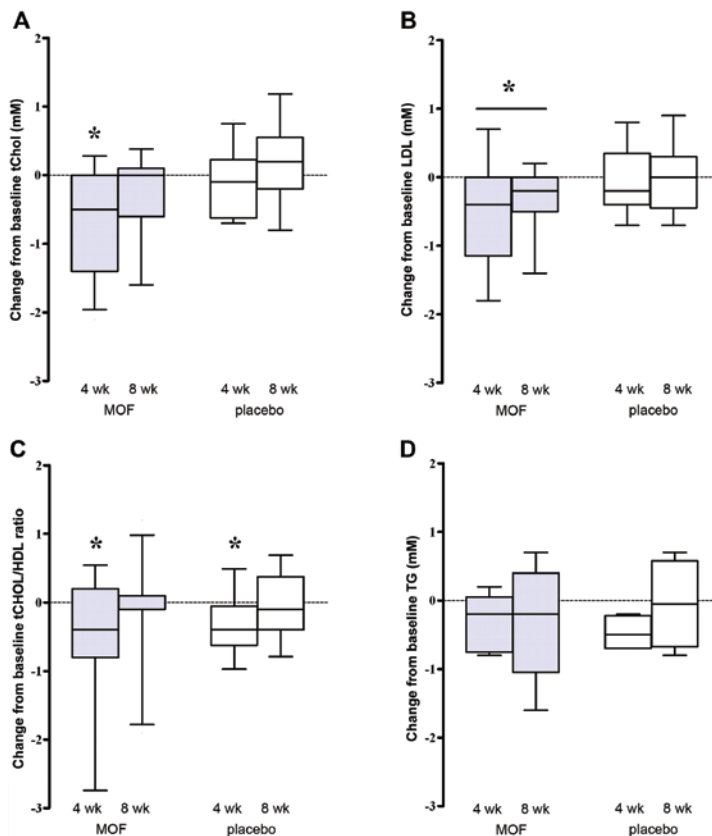 A
Change from baseline tChol (mM)
2
1
0
-1
-2
-3
*
4 wk 8 wk 4 wk 8 wk
MOF placebo
B
Change from baseline LDL (mM)
2
1
0
-1
-2
-3
*
4 wk 8 wk 4 wk 8 wk
MOF placebo
C
Change from baseline tCHOL/HDL ratio
2
1
0
-1
-2
-3
* *
4 wk 8 wk 4 wk 8 wk
MOF placebo
D
Change from baseline TG (mM)
2
1
0
-1
-2
-3
4 wk 8 wk 4 wk 8 wk
MOF placebo